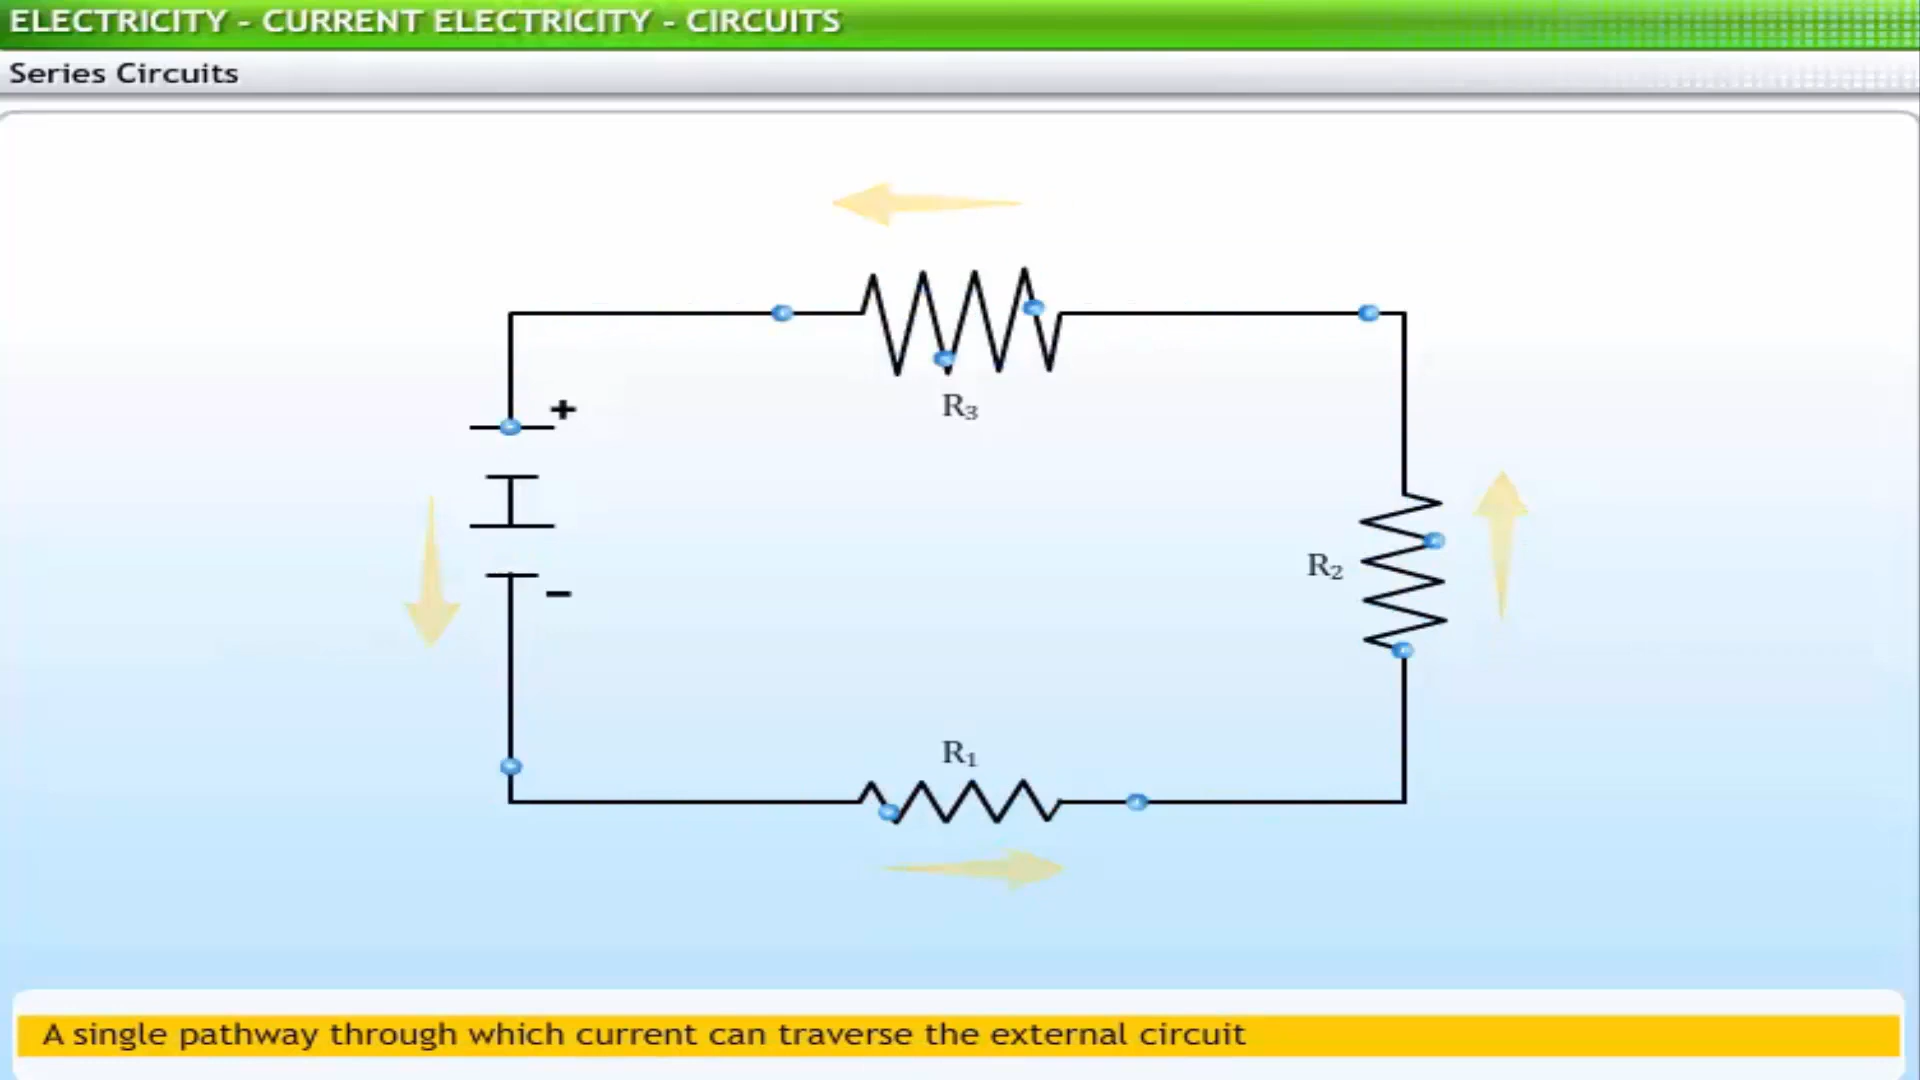 ELECTRICITY - CURRENT ELECTRICITY - CIRCUITS
Series Circuits
+
R₃
R₂
−
R₁
A single pathway through which current can traverse the external circuit